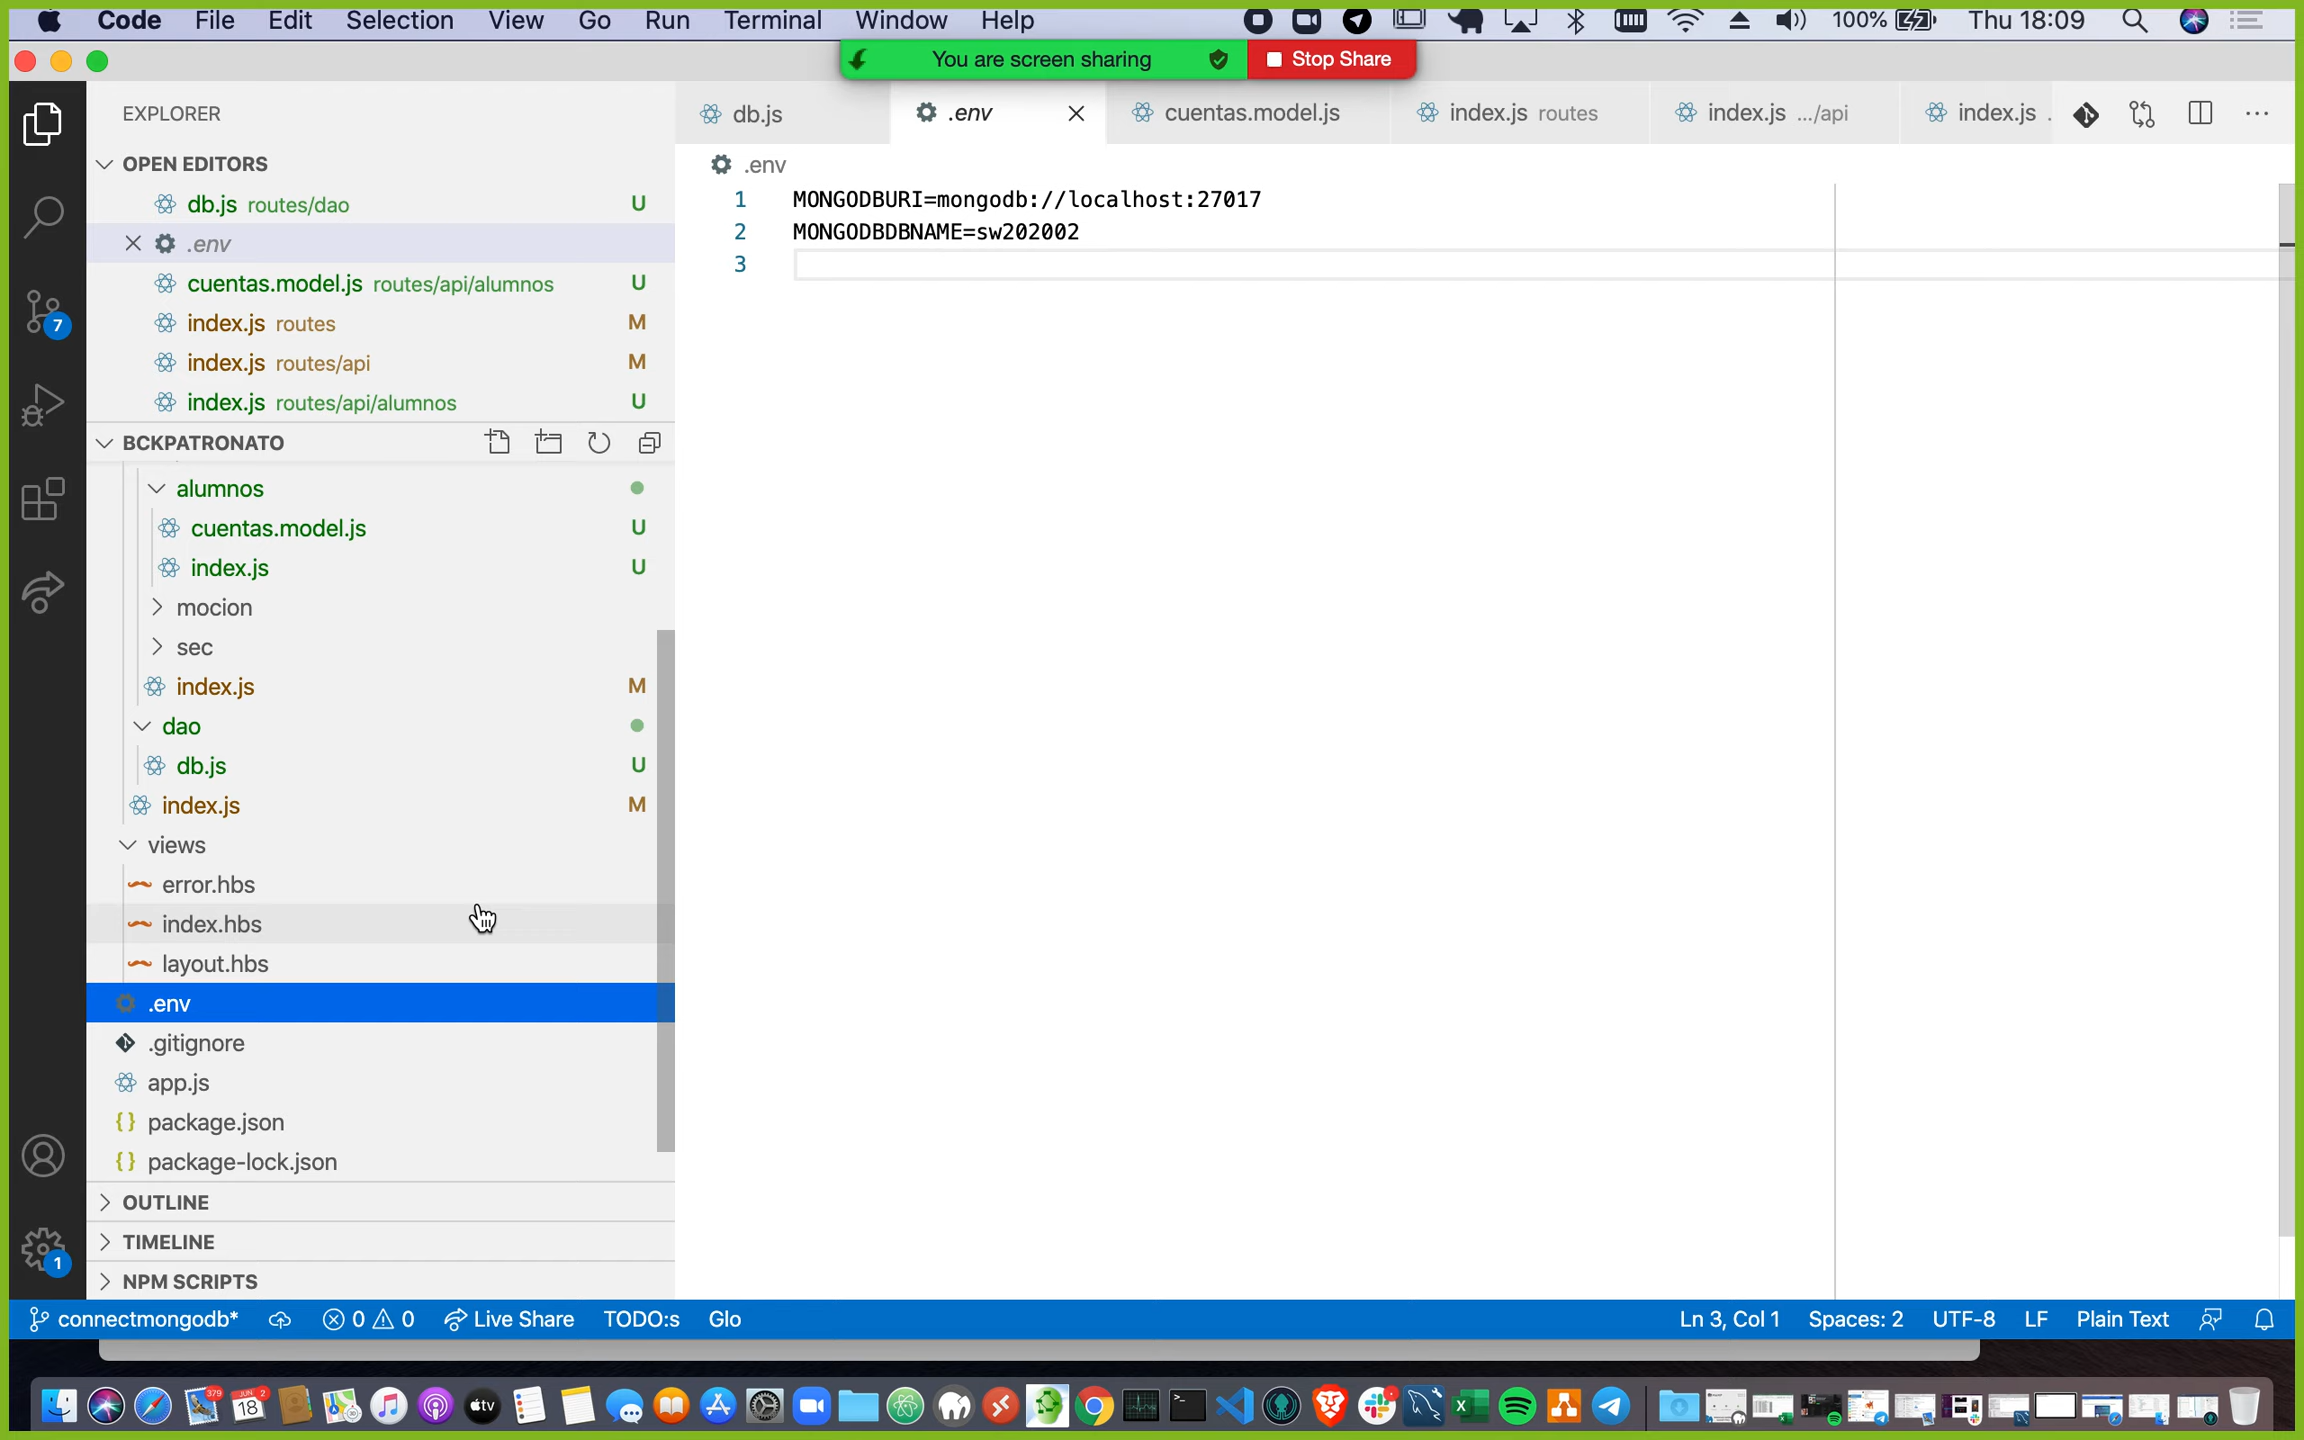 Code File Edit Selection View Go Run Terminal Window Help 100% Thu 18:09
You are screen sharing Stop Share
EXPLORER
OPEN EDITORS
db.js routes/dao U
.env
cuentas.model.js routes/api/alumnos U
index.js routes M
index.js routes/api M
index.js routes/api/alumnos U
BCKPATRONATO
alumnos
cuentas.model.js U
index.js U
mocion
sec
index.js M
dao
db.js U
index.js M
views
error.hbs
index.hbs
layout.hbs
.env
.gitignore
app.js
package.json
package-lock.json
OUTLINE
TIMELINE
NPM SCRIPTS
7
1
db.js .env cuentas.model.js index.js routes index.js .../api index.js .
.env
1 MONGODBURI=mongodb://localhost:27017
2 MONGODBDBNAME=sw202002
3
connectmongodb* 0 0 Live Share TODO:s Glo Ln 3, Col 1 Spaces: 2 UTF-8 LF Plain Text
379
18
tv